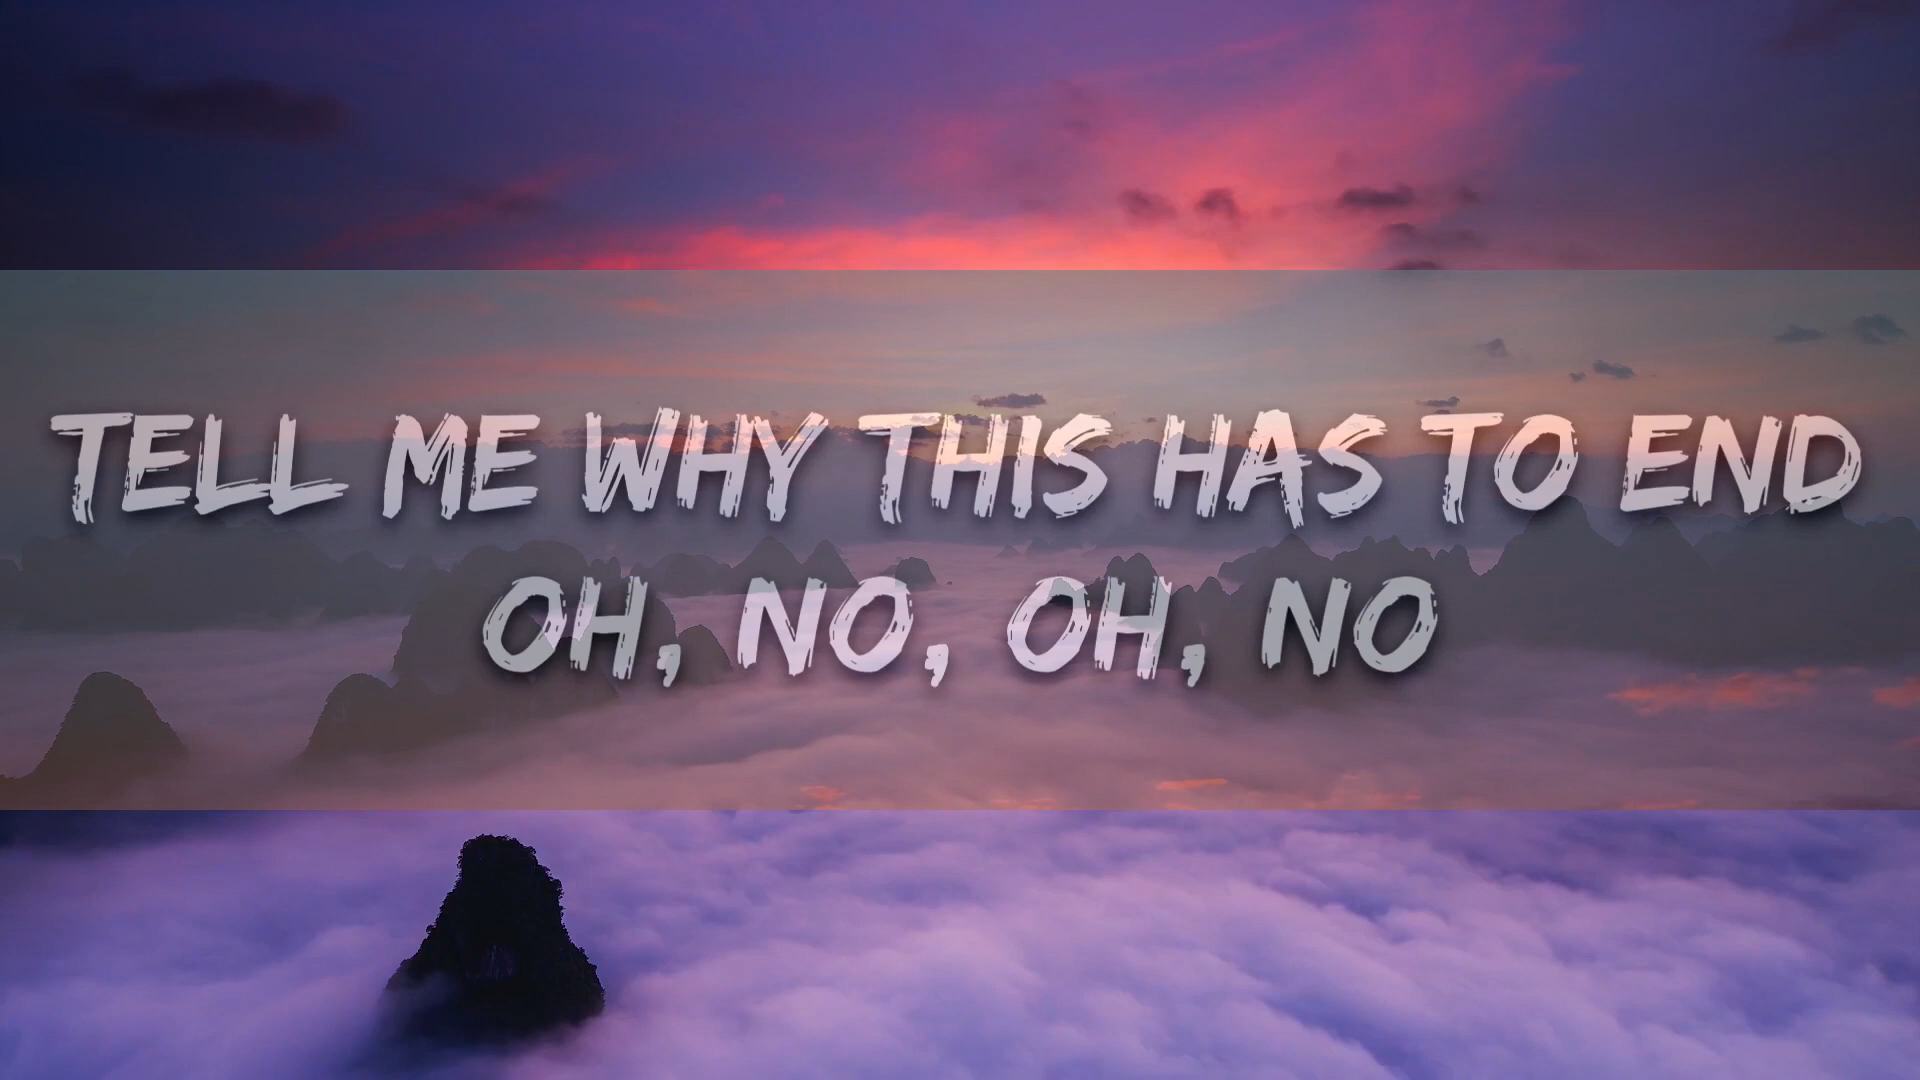 TELL ME WHY THIS HAS TO END
OH, NO, OH, NO